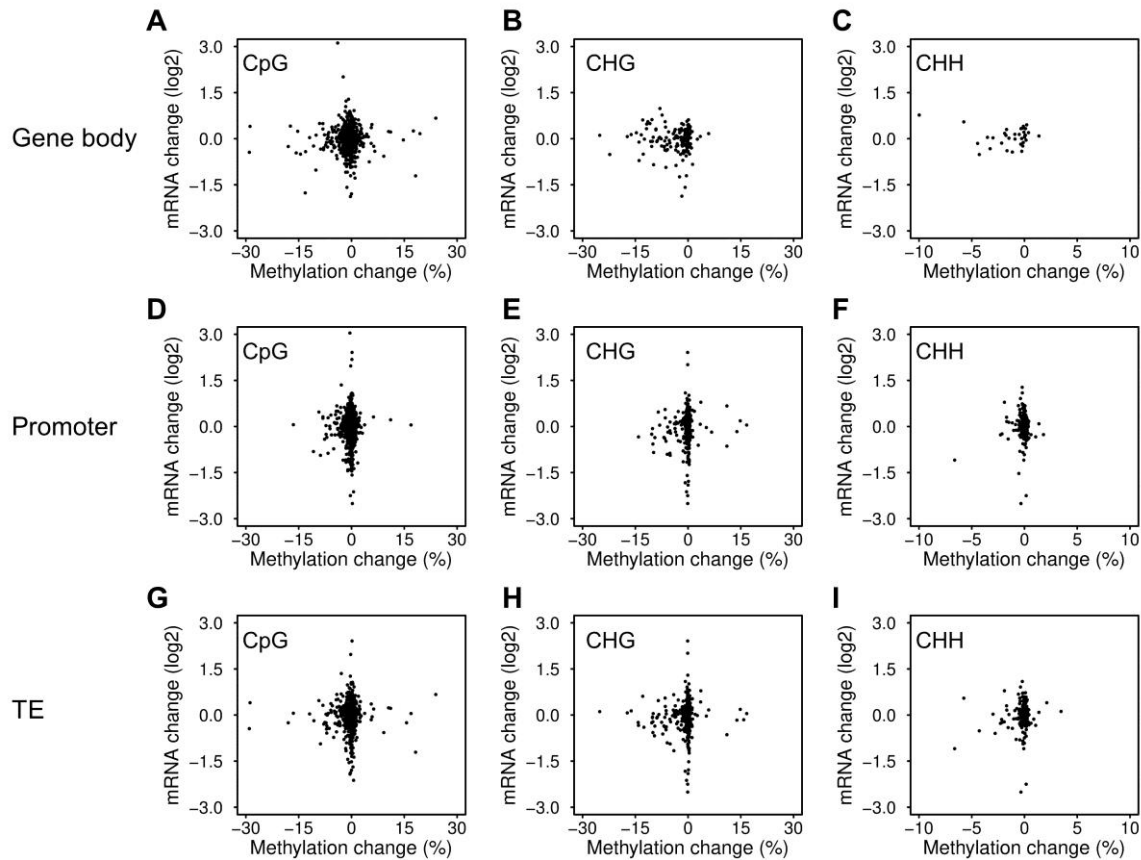 A
B
C
Gene body
mRNA change (log2)
3.0
1.5
0.0
−1.5
−3.0
CpG
−30
−15
0
15
30
Methylation change (%)
mRNA change (log2)
3.0
1.5
0.0
−1.5
−3.0
CHG
−30
−15
0
15
30
Methylation change (%)
mRNA change (log2)
3.0
1.5
0.0
−1.5
−3.0
CHH
−10
−5
0
5
10
Methylation change (%)
D
E
F
Promoter
mRNA change (log2)
3.0
1.5
0.0
−1.5
−3.0
CpG
−30
−15
0
15
30
Methylation change (%)
mRNA change (log2)
3.0
1.5
0.0
−1.5
−3.0
CHG
−30
−15
0
15
30
Methylation change (%)
mRNA change (log2)
3.0
1.5
0.0
−1.5
−3.0
CHH
−10
−5
0
5
10
Methylation change (%)
G
H
I
TE
mRNA change (log2)
3.0
1.5
0.0
−1.5
−3.0
CpG
−30
−15
0
15
30
Methylation change (%)
mRNA change (log2)
3.0
1.5
0.0
−1.5
−3.0
CHG
−30
−15
0
15
30
Methylation change (%)
mRNA change (log2)
3.0
1.5
0.0
−1.5
−3.0
CHH
−10
−5
0
5
10
Methylation change (%)